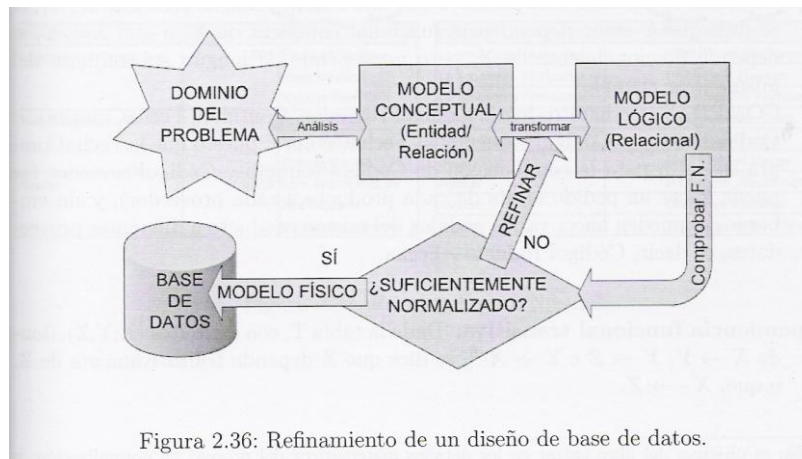 DOMINIO
DEL
PROBLEMA
Análisis
MODELO
CONCEPTUAL
(Entidad/
Relación)
transformar
MODELO
LÓGICO
(Relacional)
REFINAR
Comprobar F.N
NO
SÍ
¿SUFICIENTEMENTE
NORMALIZADO?
MODELO FÍSICO
BASE
DE
DATOS
Figura 2.36: Refinamiento de un diseño de base de datos.